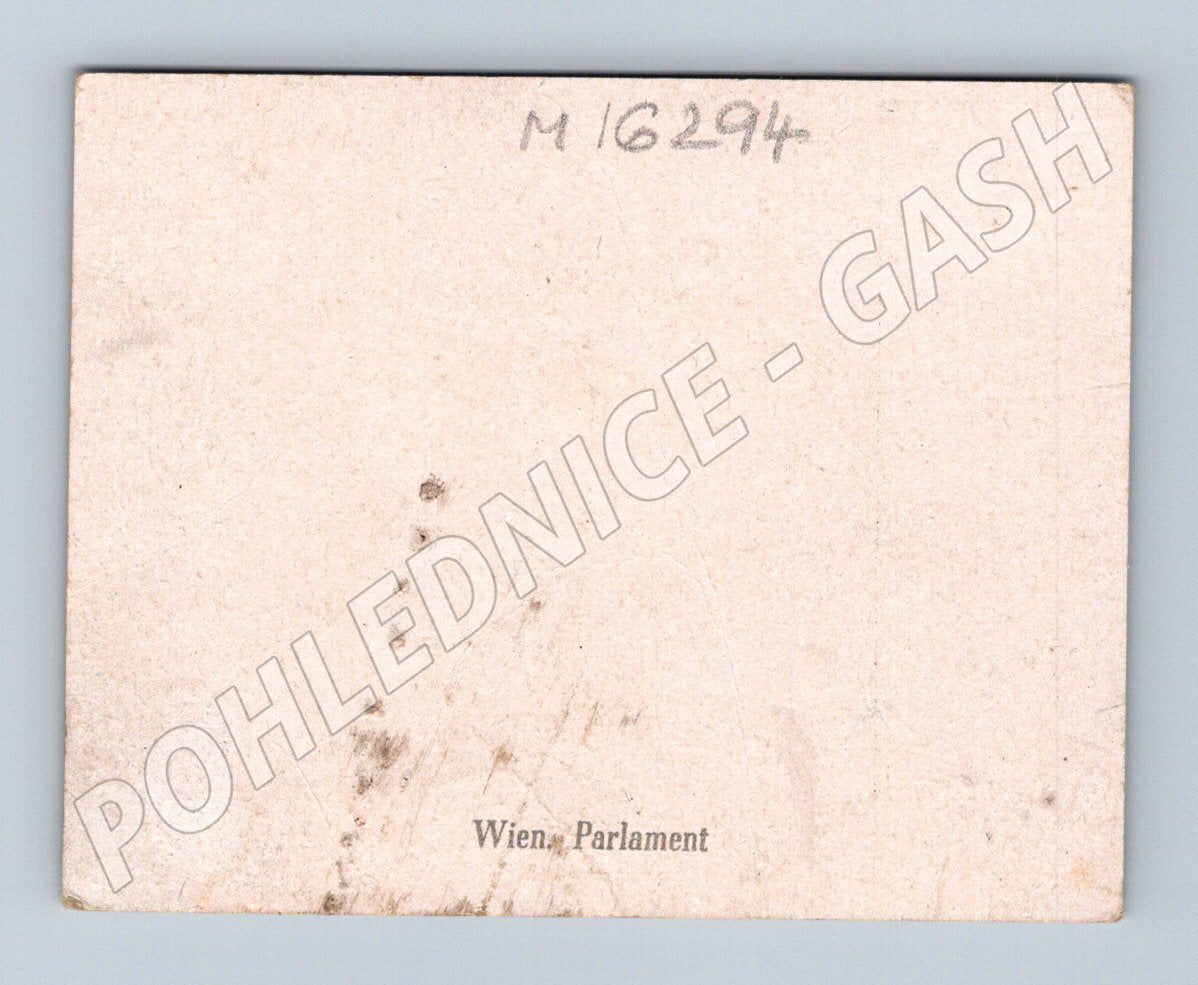 M 16294
POHLEDNICE - GASH
Wien. Parlament